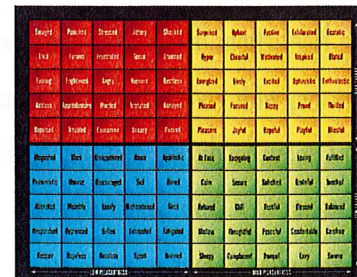 Enraged Panicked Stressed Jittery Shocked Surprised Upbeat Festive Exhilarated Ecstatic
Livid Furious Frustrated Tense Stunned Hyper Cheerful Motivated Inspired Elated
Fuming Frightened Angry Nervous Restless Energized Lively Excited Optimistic Enthusiastic
Anxious Apprehensive Worried Irritated Annoyed Pleased Focused Happy Proud Thrilled
Repulsed Troubled Concerned Uneasy Peeved Pleasant Joyful Hopeful Playful Blissful
Disgusted Glum Disappointed Down Apathetic At Ease Easygoing Content Loving Fulfilled
Pessimistic Morose Discouraged Sad Bored Calm Secure Satisfied Grateful Touched
Alienated Miserable Lonely Disheartened Tired Relaxed Chill Restful Blessed Balanced
Despondent Depressed Sullen Exhausted Fatigued Mellow Thoughtful Peaceful Comfortable Carefree
Despair Hopeless Desolate Spent Drained Sleepy Complacent Tranquil Cozy Serene
LOW PLEASANTNESS HIGH PLEASANTNESS